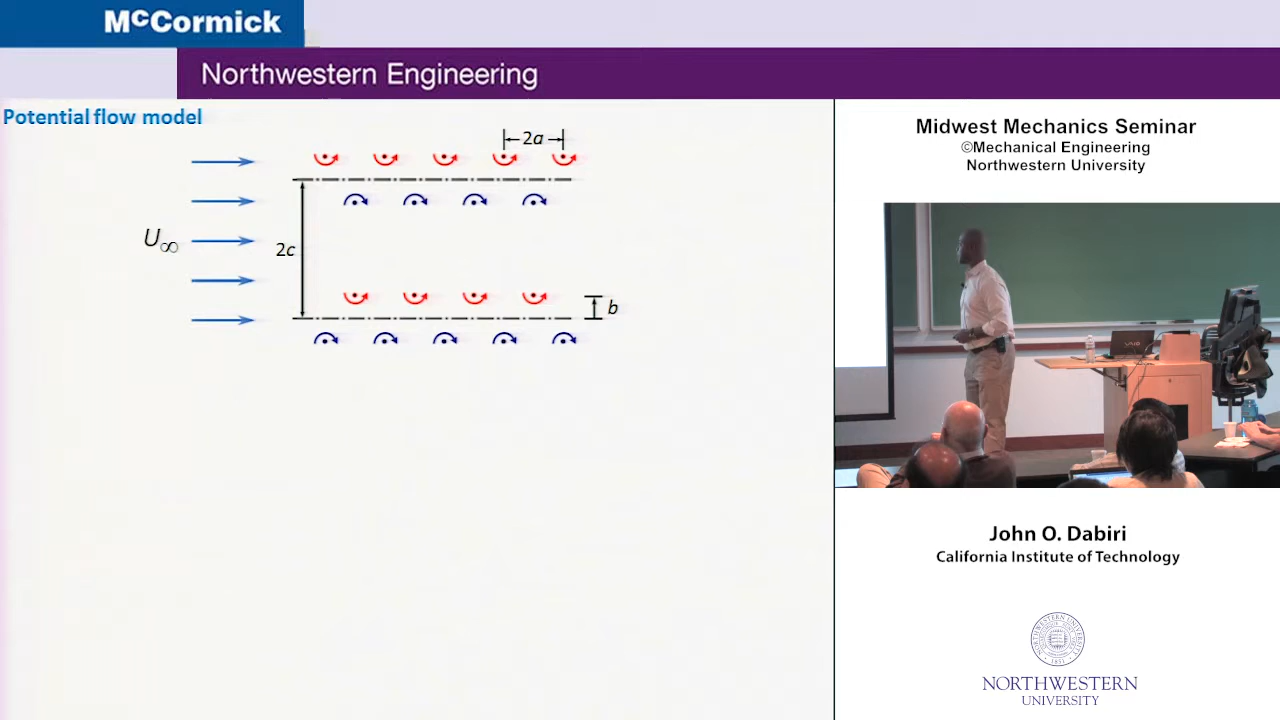 McCormick
Northwestern Engineering
Potential flow model
2a
U∞
2c
b
Midwest Mechanics Seminar
©Mechanical Engineering
Northwestern University
VAIO
John O. Dabiri
California Institute of Technology
NORTHWESTERN
UNIVERSITY